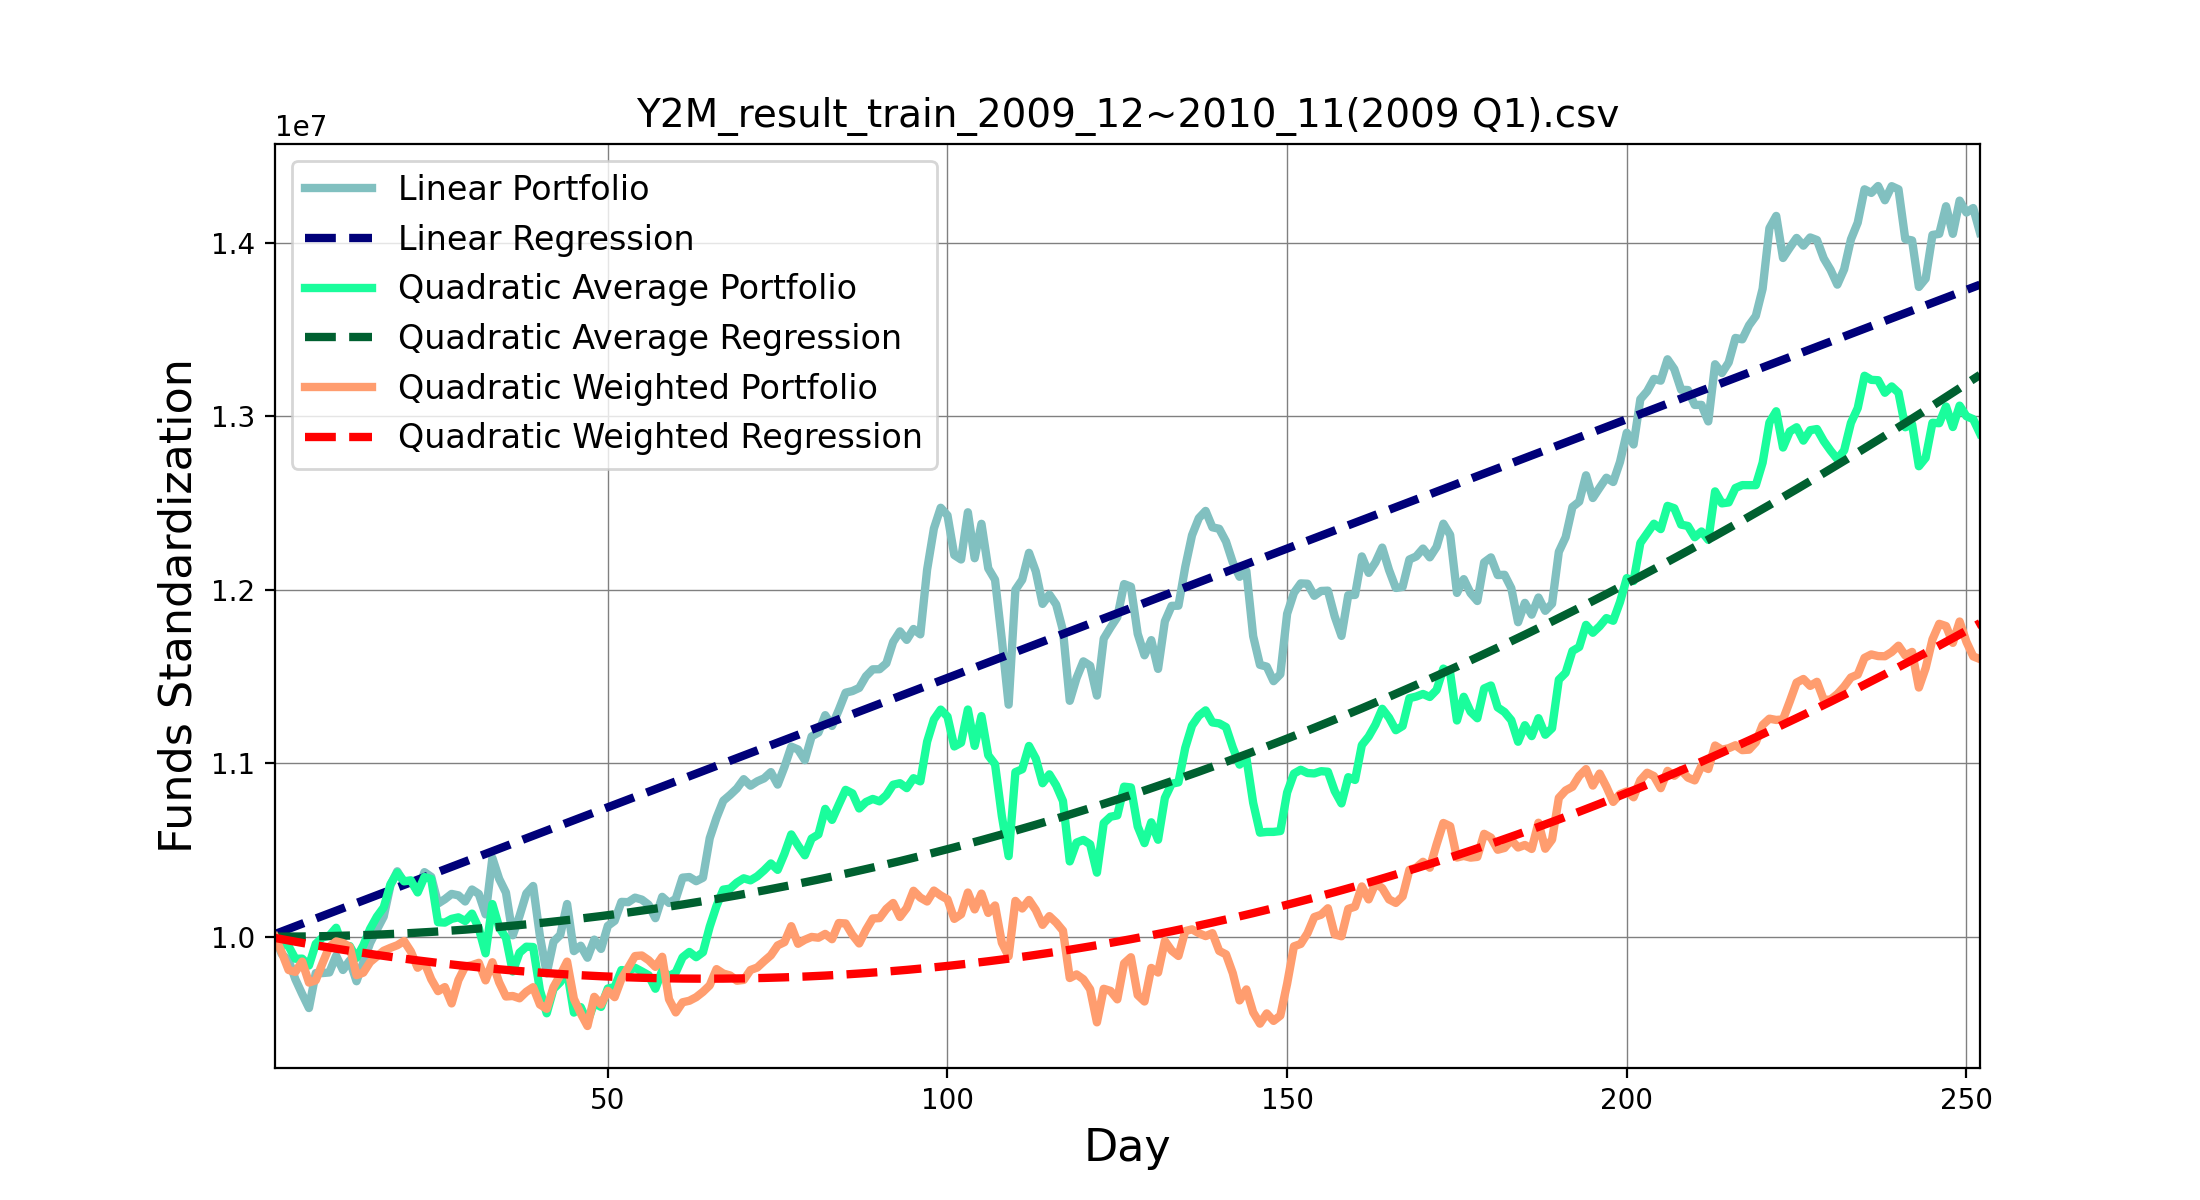 Y2M_result_train_2009_12~2010_11(2009 Q1).csv
1e7
Linear Portfolio
Linear Regression
Quadratic Average Portfolio
Quadratic Average Regression
Quadratic Weighted Portfolio
Quadratic Weighted Regression
Funds Standardization
1.4
1.3
1.2
1.1
1.0
50
100
150
200
250
Day